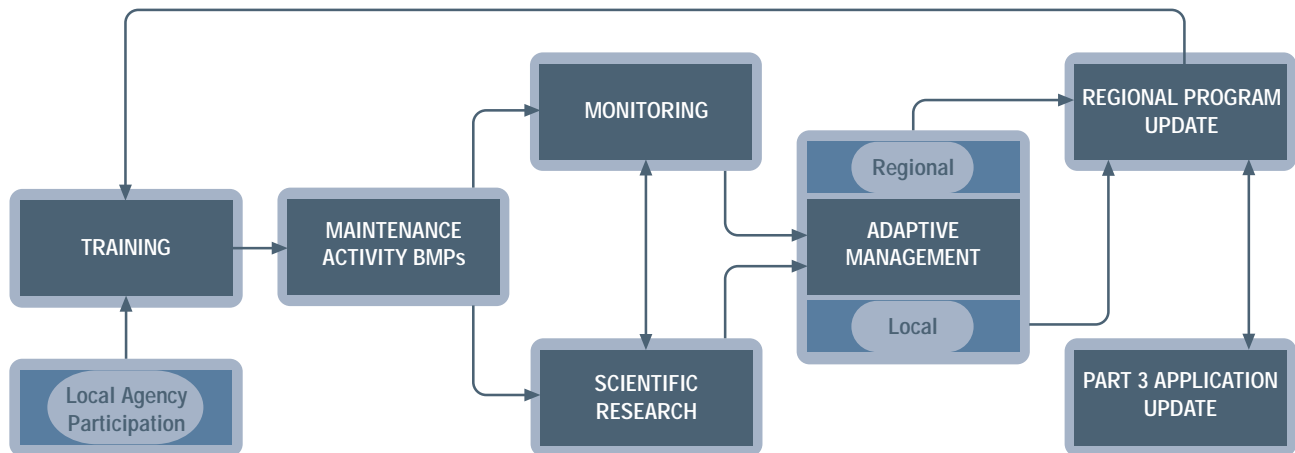 MONITORING
REGIONAL PROGRAM
UPDATE
Regional
TRAINING
MAINTENANCE
ACTIVITY BMPs
ADAPTIVE
MANAGEMENT
Local
Local Agency
Participation
SCIENTIFIC
RESEARCH
PART 3 APPLICATION
UPDATE